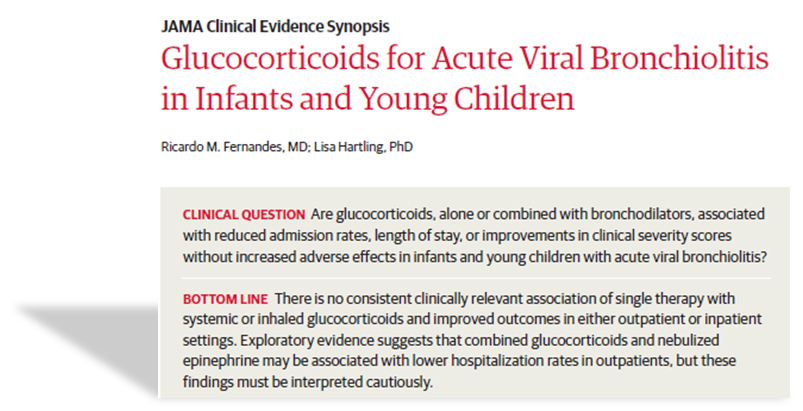 JAMA Clinical Evidence Synopsis
Glucocorticoids for Acute Viral Bronchiolitis
in Infants and Young Children
Ricardo M. Fernandes, MD; Lisa Hartling, PhD
CLINICAL QUESTION Are glucocorticoids, alone or combined with bronchodilators, associated
with reduced admission rates, length of stay, or improvements in clinical severity scores
without increased adverse effects in infants and young children with acute viral bronchiolitis?
BOTTOM LINE There is no consistent clinically relevant association of single therapy with
systemic or inhaled glucocorticoids and improved outcomes in either outpatient or inpatient
settings. Exploratory evidence suggests that combined glucocorticoids and nebulized
epinephrine may be associated with lower hospitalization rates in outpatients, but these
findings must be interpreted cautiously.